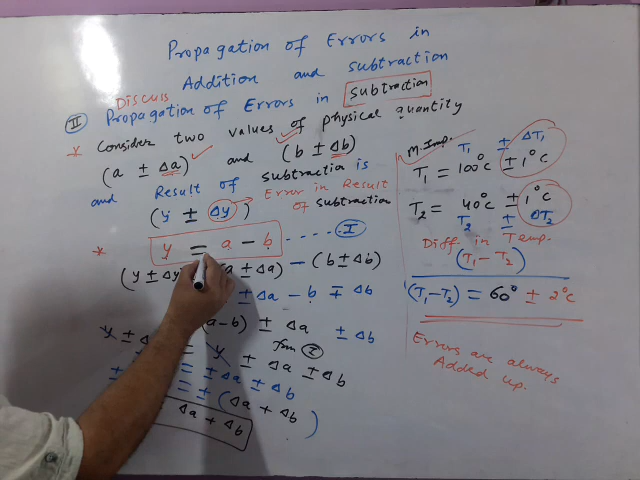 Propagation of Errors in
Addition and subtraction
Discuss
II Propagation of Errors in subtraction
* Consider two values of physical quantity
(a ± Δa) ✓ and (b ± Δb) ✓
and Result of subtraction is
(y ± Δy) → Error in Result of subtraction
* y = a - b ---- I
(y ± Δy) (a ± Δa) - (b ± Δb)
± Δa - b ∓ Δb
y ± (a-b) ± Δa ± Δb
from I
y ± Δa ± Δb
± = ± Δa ± Δb
± = ± (Δa + Δb)
Δa + Δb
M. Imp. T₁ ± ΔT₁
T₁ = 100°C ± 1°C
T₂ = 40°C ± 1°C
T₂ ± ΔT₂
Diff. in Temp.
(T₁ - T₂)
(T₁ - T₂) = 60° ± 2°C
Errors are always
Added up.